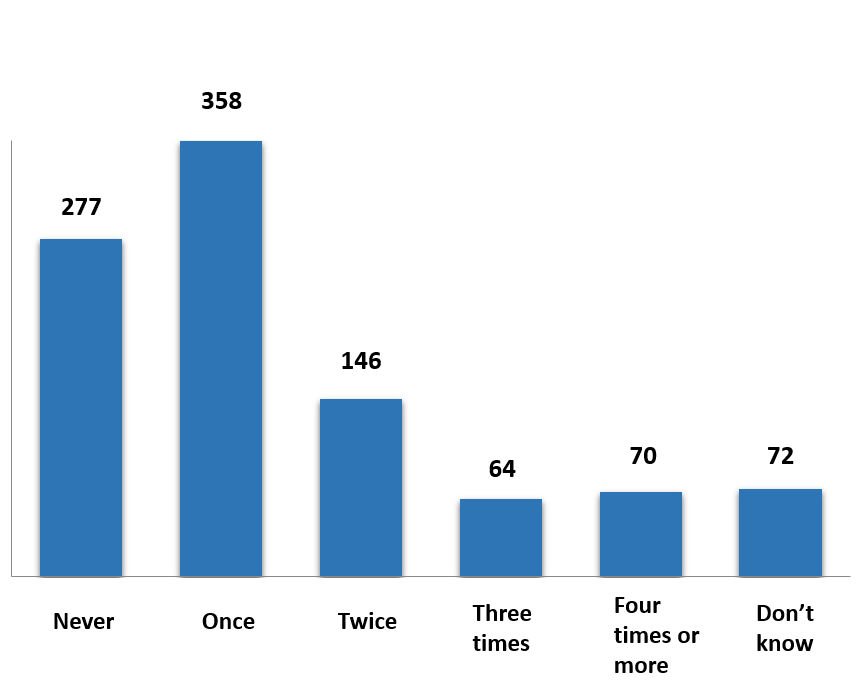 358
277
146
64
70
72
Never
Once
Twice
Three
times
Four
times or
more
Don’t
know